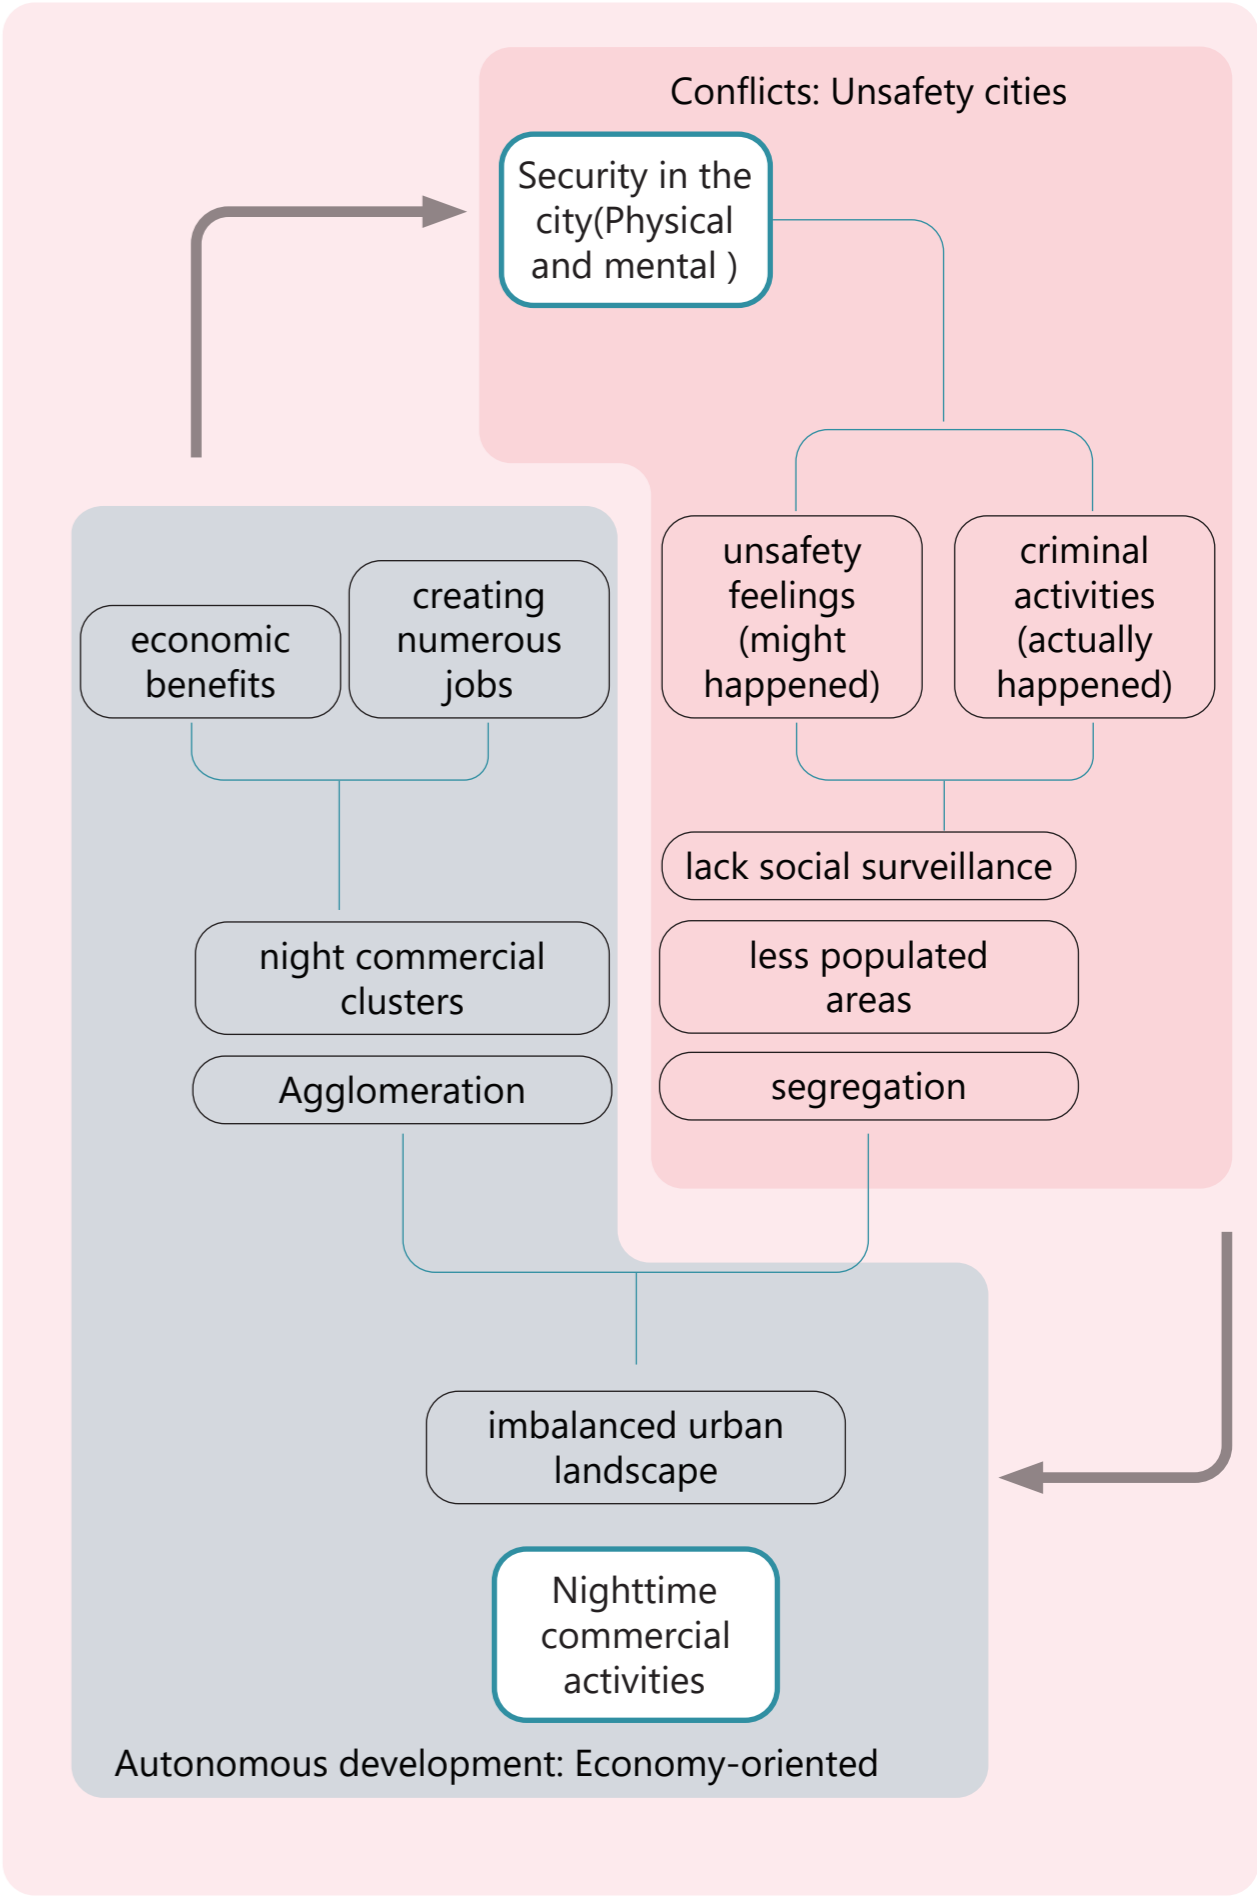 Conflicts: Unsafety cities
Security in the
city(Physical
and mental )
unsafety
feelings
(might
happened)
criminal
activities
(actually
happened)
economic
benefits
creating
numerous
jobs
lack social surveillance
night commercial
clusters
less populated
areas
Agglomeration
segregation
imbalanced urban
landscape
Nighttime
commercial
activities
Autonomous development: Economy-oriented